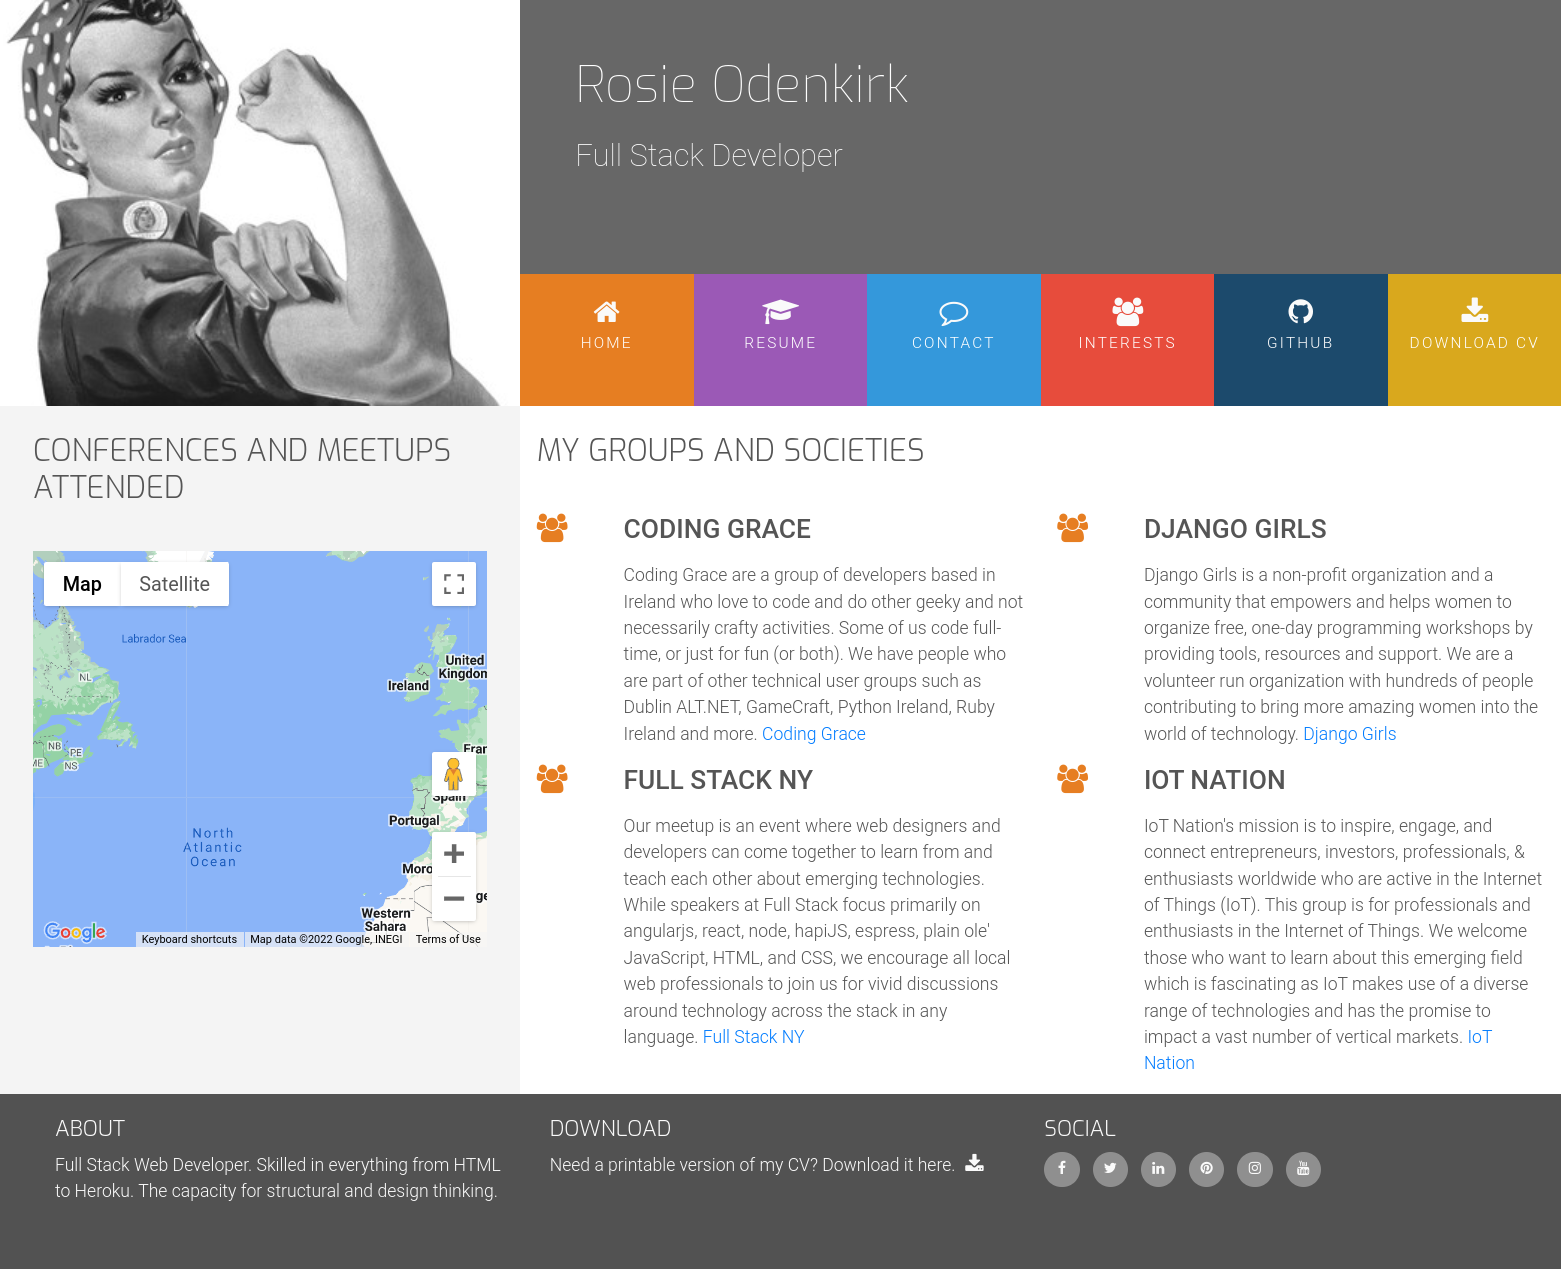 Rosie Odenkirk
Full Stack Developer
HOME
RESUME
CONTACT
INTERESTS
GITHUB
DOWNLOAD CV
CONFERENCES AND MEETUPS
ATTENDED
Map
Satellite
Labrador Sea
United
Kingdom
Ireland
NL
NB
PE
NS
ME
Fran
Spain
Portugal
North
Atlantic
Ocean
Moro
ge
Western
Sahara
Google
Keyboard shortcuts
Map data ©2022 Google, INEGI
Terms of Use
MY GROUPS AND SOCIETIES
CODING GRACE
Coding Grace are a group of developers based in
Ireland who love to code and do other geeky and not
necessarily crafty activities. Some of us code full-
time, or just for fun (or both). We have people who
are part of other technical user groups such as
Dublin ALT.NET, GameCraft, Python Ireland, Ruby
Ireland and more. Coding Grace
DJANGO GIRLS
Django Girls is a non-profit organization and a
community that empowers and helps women to
organize free, one-day programming workshops by
providing tools, resources and support. We are a
volunteer run organization with hundreds of people
contributing to bring more amazing women into the
world of technology. Django Girls
FULL STACK NY
Our meetup is an event where web designers and
developers can come together to learn from and
teach each other about emerging technologies.
While speakers at Full Stack focus primarily on
angularjs, react, node, hapiJS, espress, plain ole'
JavaScript, HTML, and CSS, we encourage all local
web professionals to join us for vivid discussions
around technology across the stack in any
language. Full Stack NY
IOT NATION
IoT Nation's mission is to inspire, engage, and
connect entrepreneurs, investors, professionals, &
enthusiasts worldwide who are active in the Internet
of Things (IoT). This group is for professionals and
enthusiasts in the Internet of Things. We welcome
those who want to learn about this emerging field
which is fascinating as IoT makes use of a diverse
range of technologies and has the promise to
impact a vast number of vertical markets. IoT
Nation
ABOUT
Full Stack Web Developer. Skilled in everything from HTML
to Heroku. The capacity for structural and design thinking.
DOWNLOAD
Need a printable version of my CV? Download it here.
SOCIAL